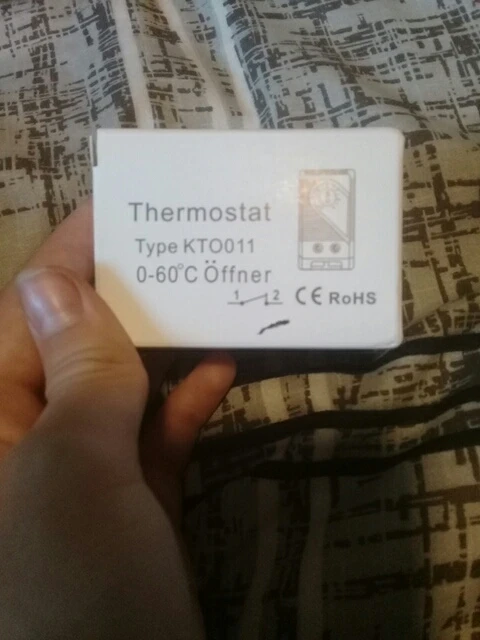 Thermostat
Type KTO011
0-60°C Öffner
1 2 CE RoHS